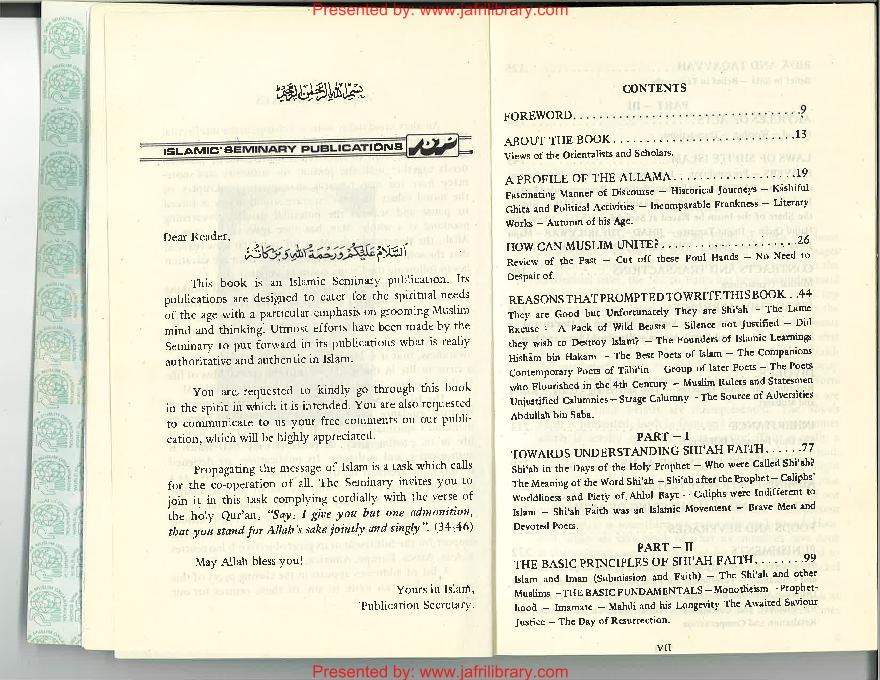 Presented by: www.jafrilibrary.com
بسم الله الرحمن الرحيم
ISLAMIC SEMINARY PUBLICATIONS
Dear Reader,
السلام عليكم ورحمة الله وبركاته
This book is an Islamic Seminary publication. Its
publications are designed to cater for the spiritual needs
of the age with a particular emphasis on grooming Muslim
mind and thinking. Utmost efforts have been made by the
Seminary to put forward in its publications what is really
authoritative and authentic in Islam.
You are requested to kindly go through this book
in the spirit in which it is intended. You are also requested
to communicate to us your free comments on our publi-
cation, which will be highly appreciated.
Propagating the message of Islam is a task which calls
for the co-operation of all. The Seminary invites you to
join it in this task complying cordially with the verse of
the holy Qur'an, "Say: I give you but one admonition,
that you stand for Allah's sake jointly and singly". (34:46)
May Allah bless you!
Yours in Islam,
Publication Secretary.
CONTENTS
FOREWORD. . . . . . . . . . . . . . . . . . . . . . . . . . . . . . . . . 9
ABOUT THE BOOK . . . . . . . . . . . . . . . . . . . . . . . . . . . 13
Views of the Orientalists and Scholars.
A PROFILE OF THE ALLAMA . . . . . . . . . . . . . . . . . 19
Fascinating Manner of Discourse — Historical Journeys — Kashiful
Ghita and Political Activities — Incomparable Frankness — Literary
Works — Autumn of his Age.
HOW CAN MUSLIM UNITE? . . . . . . . . . . . . . . . . . . . . 26
Review of the Past — Cut off these Foul Hands — No Need to
Despair of.
REASONS THAT PROMPTED TO WRITE THIS BOOK . . 44
They are Good but Unfortunately They are Shi'ah — The Lame
Excuse — A Pack of Wild Beasts — Silence not Justified — Did
they wish to Destroy Islam? — The Founders of Islamic Learnings
Hishām bin Hakam — The Best Poets of Islam — The Companions
Contemporary Poets of Tābi'in — Group of later Poets — The Poets
who Flourished in the 4th Century — Muslim Rulers and Statesmen
Unjustified Calumnies — Strage Calumny - The Source of Adversities
Abdullah bin Saba.
PART — I
TOWARDS UNDERSTANDING SHI'AH FAITH . . . . . . 77
Shi'ah in the Days of the Holy Prophet — Who were Called Shi'ah?
The Meaning of the Word Shi'ah — Shi'ah after the Prophet — Caliphs'
Worldliness and Piety of Ahlul Bayt - Caliphs were Indifferent to
Islam — Shi'ah Faith was an Islamic Movement — Brave Men and
Devoted Poets.
PART — II
THE BASIC PRINCIPLES OF SHI'AH FAITH . . . . . . . . 99
Islam and Iman (Submission and Faith) — The Shi'ah and other
Muslims — THE BASIC FUNDAMENTALS — Monotheism - Prophet-
hood — Imamate — Mahdi and his Longevity The Awaited Saviour
Justice — The Day of Resurrection.
VII
Presented by: www.jafrilibrary.com